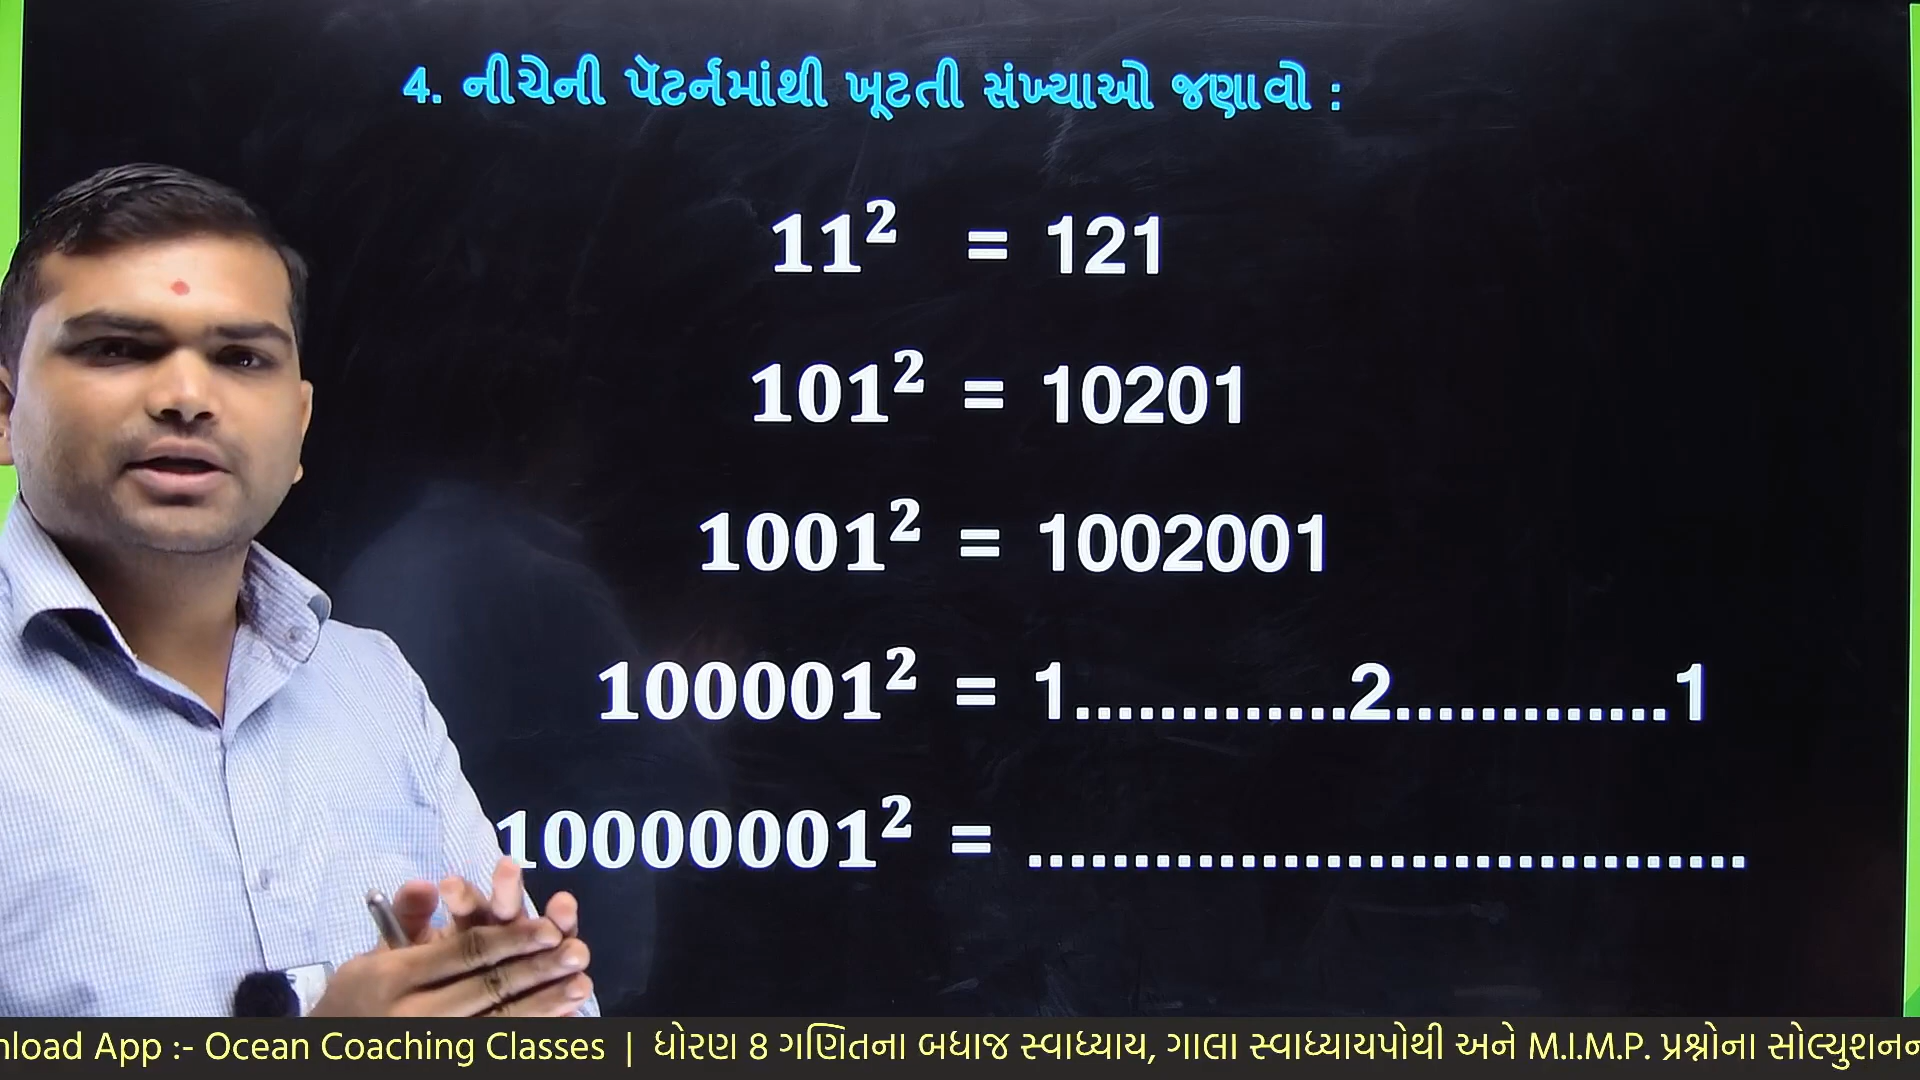 4. નીચેની પૅટર્નમાંથી ખૂટતી સંખ્યાઓ જણાવો :
11² = 121
101² = 10201
1001² = 1002001
100001² = 1.............2.............1
10000001² = ..................................
nload App :- Ocean Coaching Classes | ધોરણ 8 ગણિતના બધાજ સ્વાધ્યાય, ગાલા સ્વાધ્યાયપોથી અને M.I.M.P. પ્રશ્નોના સોલ્યુશનન